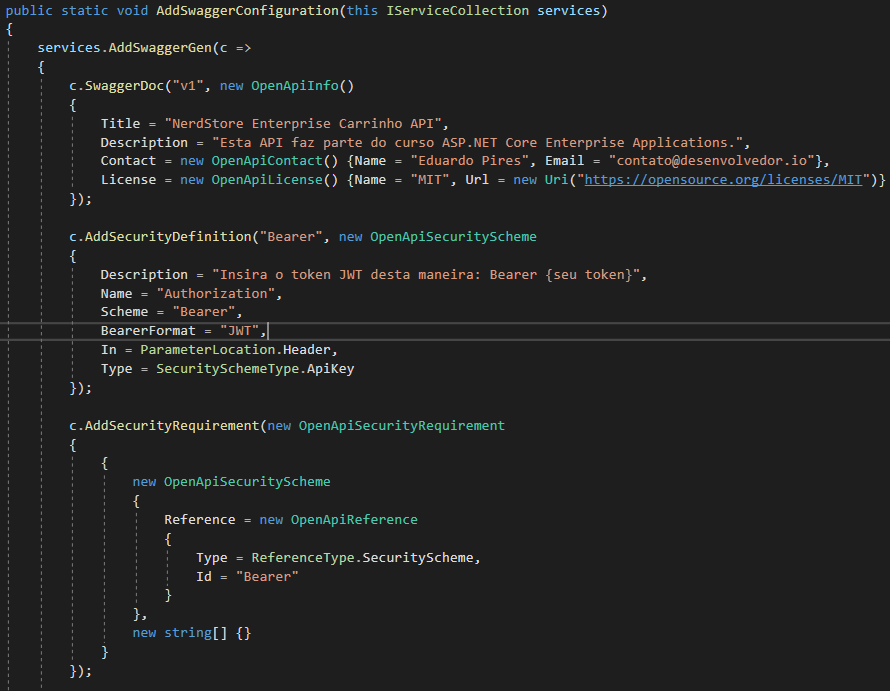 public static void AddSwaggerConfiguration(this IServiceCollection services)
{
    services.AddSwaggerGen(c =>
    {
        c.SwaggerDoc("v1", new OpenApiInfo()
        {
            Title = "NerdStore Enterprise Carrinho API",
            Description = "Esta API faz parte do curso ASP.NET Core Enterprise Applications.",
            Contact = new OpenApiContact() {Name = "Eduardo Pires", Email = "contato@desenvolvedor.io"},
            License = new OpenApiLicense() {Name = "MIT", Url = new Uri("https://opensource.org/licenses/MIT")}
        });

        c.AddSecurityDefinition("Bearer", new OpenApiSecurityScheme
        {
            Description = "Insira o token JWT desta maneira: Bearer {seu token}",
            Name = "Authorization",
            Scheme = "Bearer",
            BearerFormat = "JWT",
            In = ParameterLocation.Header,
            Type = SecuritySchemeType.ApiKey
        });

        c.AddSecurityRequirement(new OpenApiSecurityRequirement
        {
            {
                new OpenApiSecurityScheme
                {
                    Reference = new OpenApiReference
                    {
                        Type = ReferenceType.SecurityScheme,
                        Id = "Bearer"
                    }
                },
                new string[] {}
            }
        });